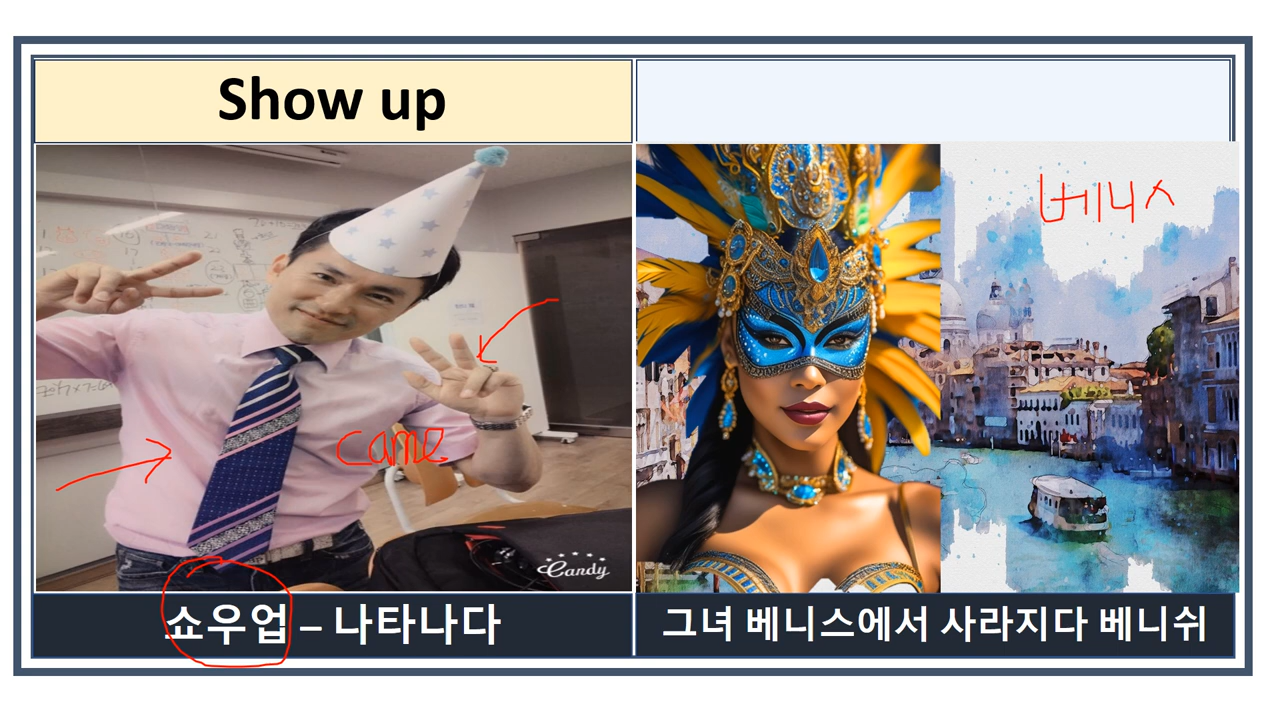 Show up
베니스
came
Candy
쇼우업 – 나타나다
그녀 베니스에서 사라지다 베니쉬